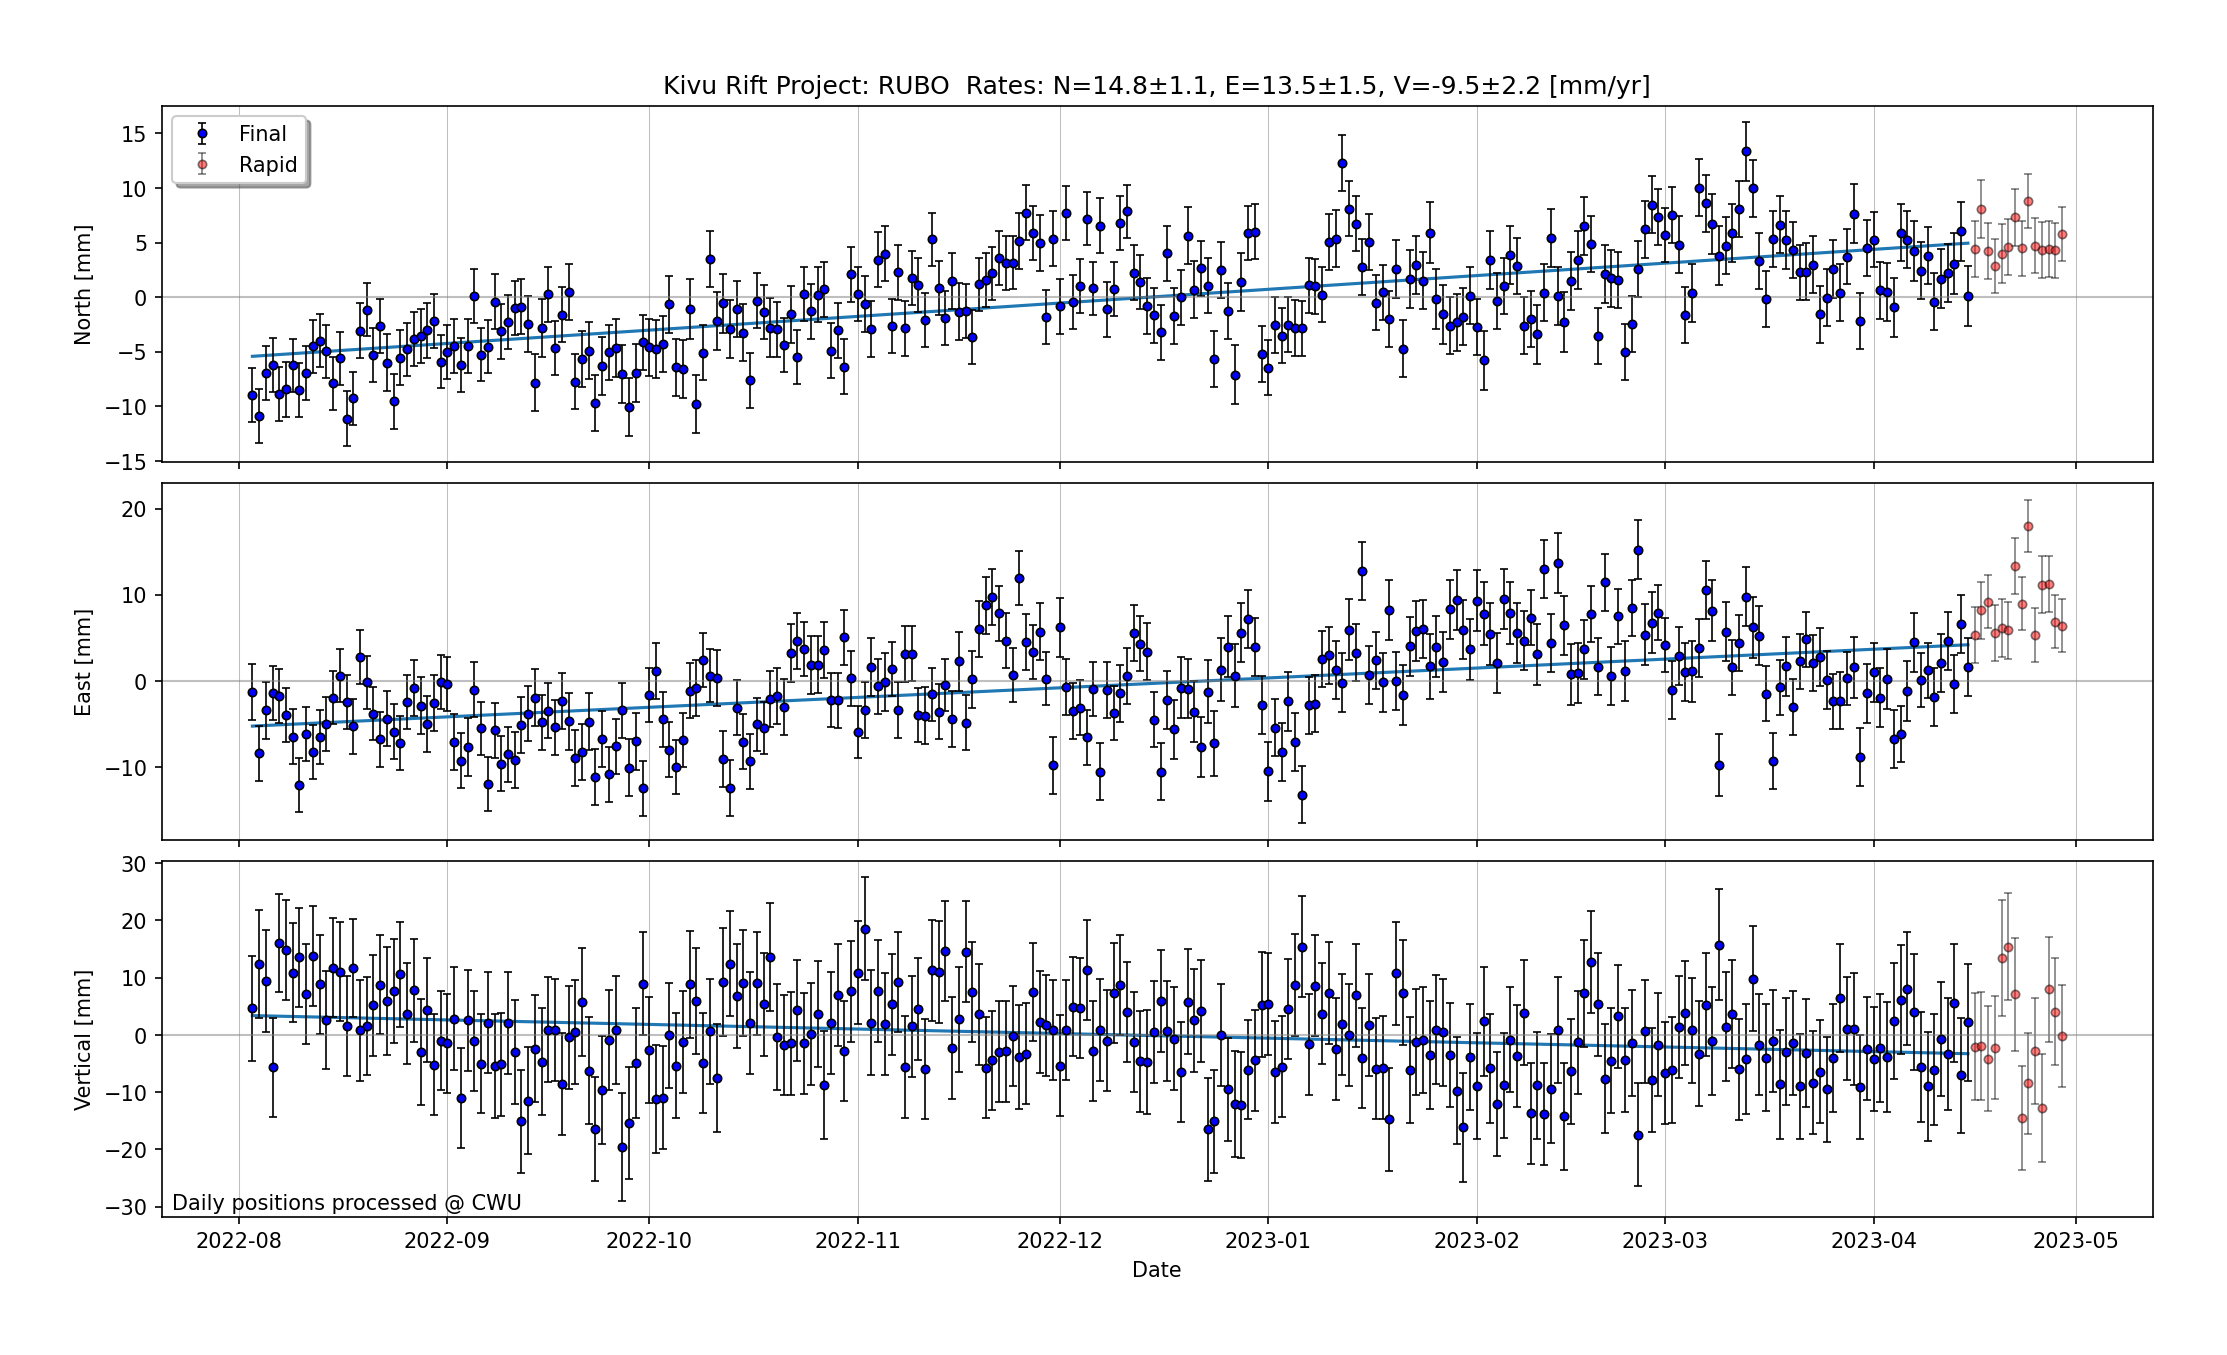 Kivu Rift Project: RUBO  Rates: N=14.8±1.1, E=13.5±1.5, V=-9.5±2.2 [mm/yr]
North [mm]
15
10
5
0
−5
−10
−15
Final
Rapid
East [mm]
20
10
0
−10
Vertical [mm]
30
20
10
0
−10
−20
−30
Daily positions processed @ CWU
2022-08 2022-09 2022-10 2022-11 2022-12 2023-01 2023-02 2023-03 2023-04 2023-05
Date